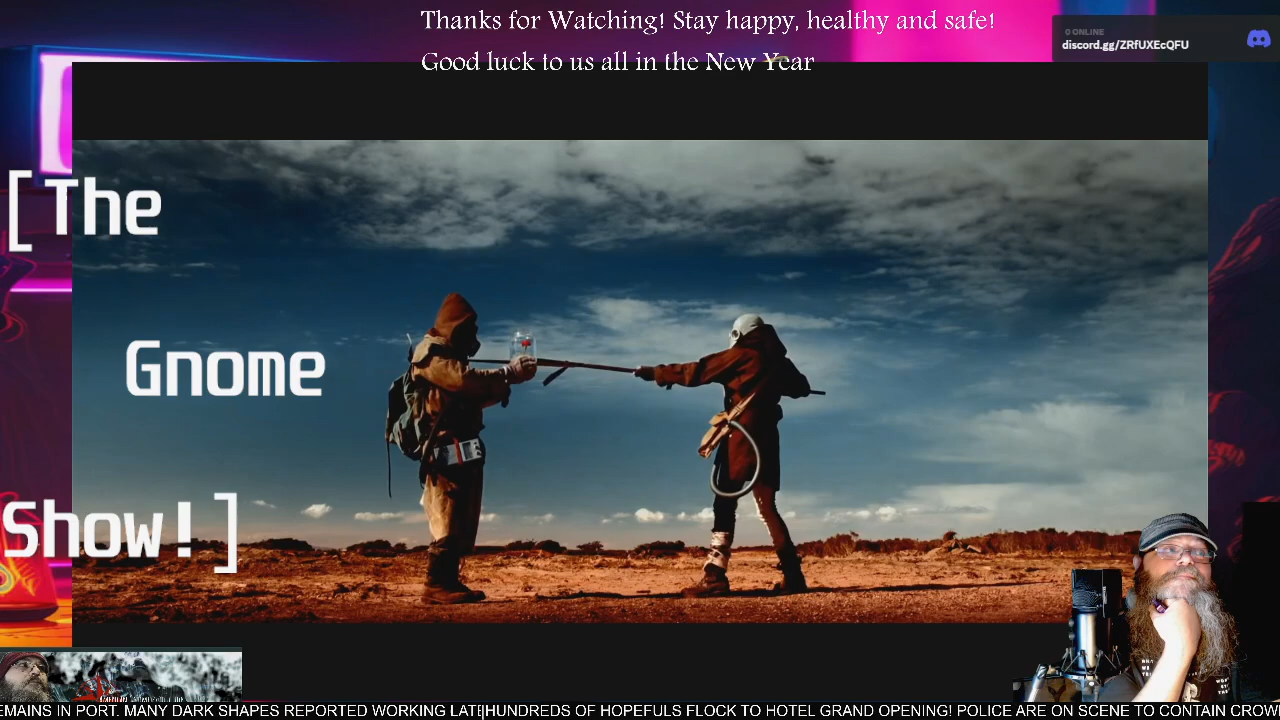 Thanks for Watching! Stay happy, healthy and safe!
Good luck to us all in the New Year
0 ONLINE
discord.gg/ZRfUXEcQFU
[The
Gnome
Show!]
EMAINS IN PORT. MANY DARK SHAPES REPORTED WORKING LAT
HUNDREDS OF HOPEFULS FLOCK TO HOTEL GRAND OPENING! POLICE ARE ON SCENE TO CONTAIN CROW